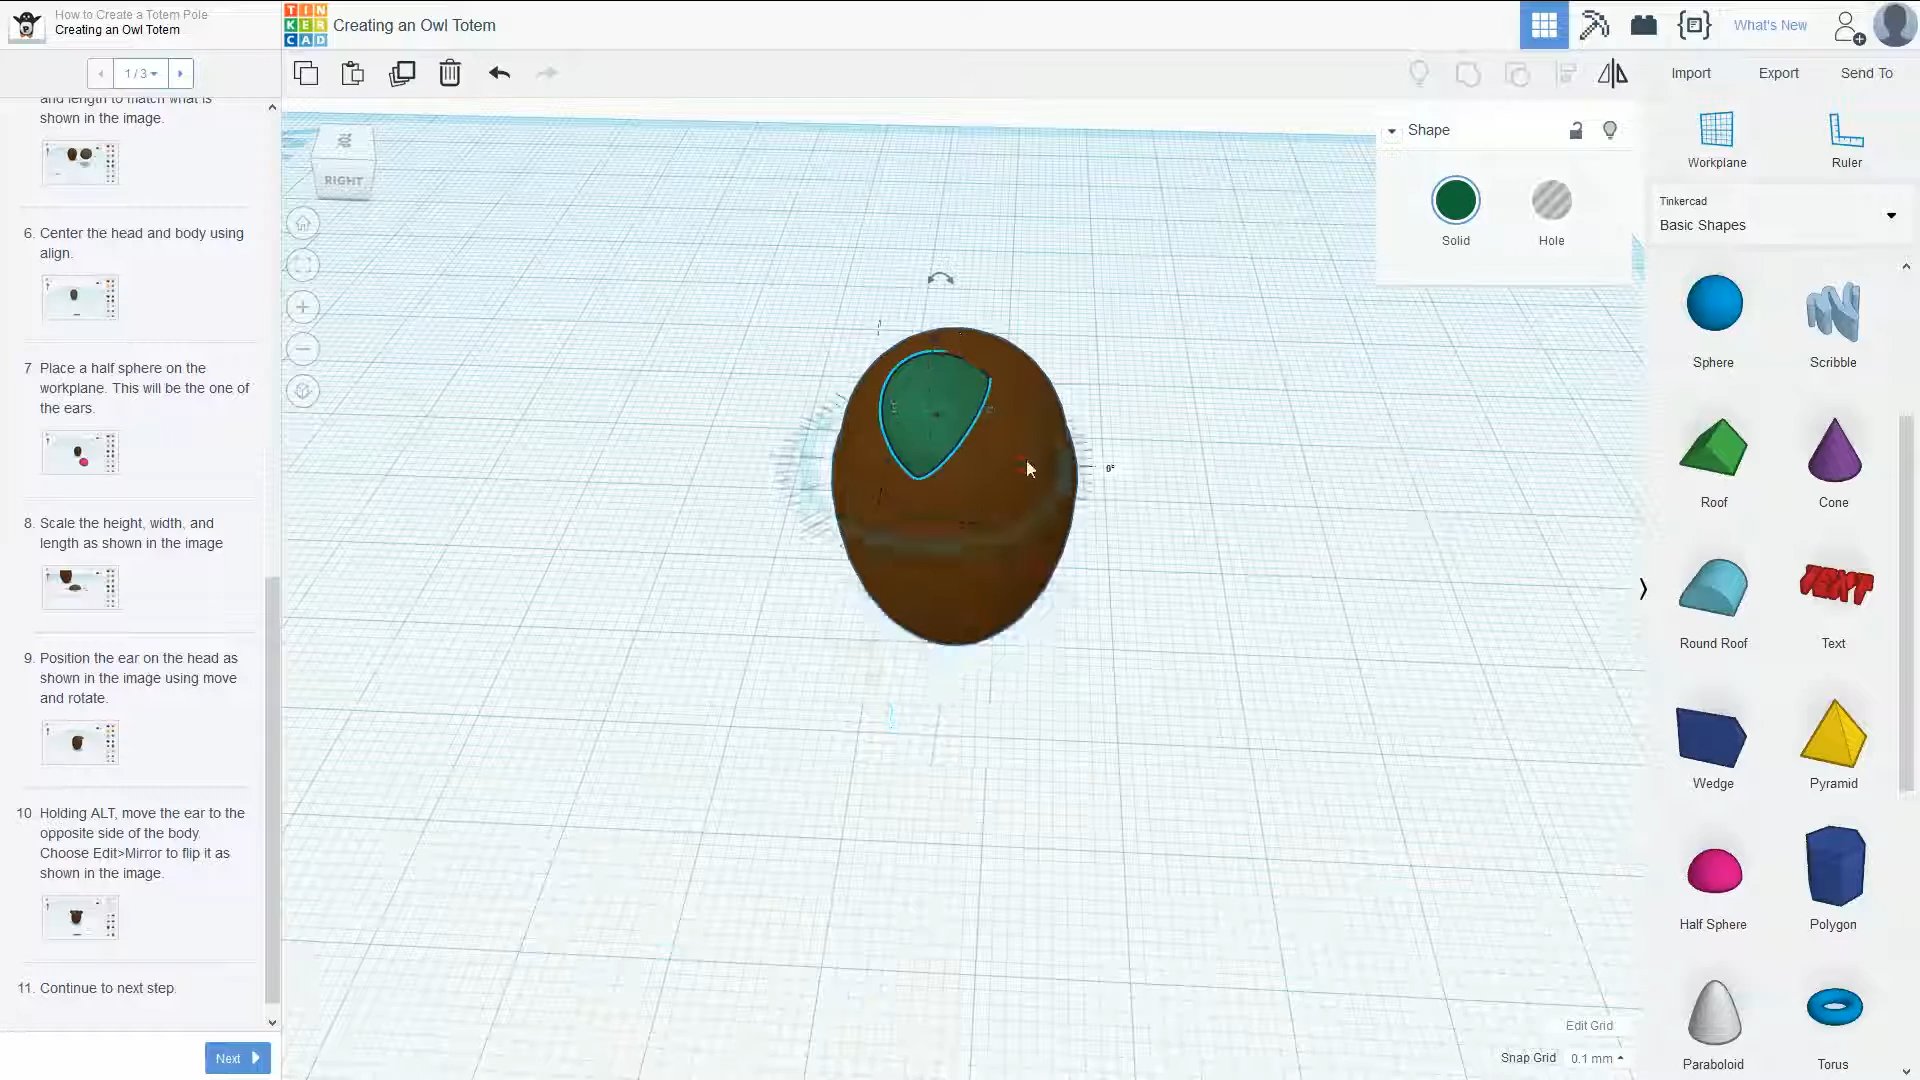 How to Create a Totem Pole
Creating an Owl Totem
TINKERCAD
Creating an Owl Totem
What's New
1 / 3
Import
Export
Send To
and length to match what is
shown in the image.
6. Center the head and body using
align.
7 Place a half sphere on the
workplane. This will be the one of
the ears.
8. Scale the height, width, and
length as shown in the image
9. Position the ear on the head as
shown in the image using move
and rotate.
10 Holding ALT, move the ear to the
opposite side of the body.
Choose Edit>Mirror to flip it as
shown in the image.
11. Continue to next step.
Next
RIGHT
0°
Shape
Solid
Hole
Workplane
Ruler
Tinkercad
Basic Shapes
Sphere
Scribble
Roof
Cone
TEXT
Round Roof
Text
Wedge
Pyramid
Half Sphere
Polygon
Paraboloid
Torus
Edit Grid
Snap Grid 0.1 mm